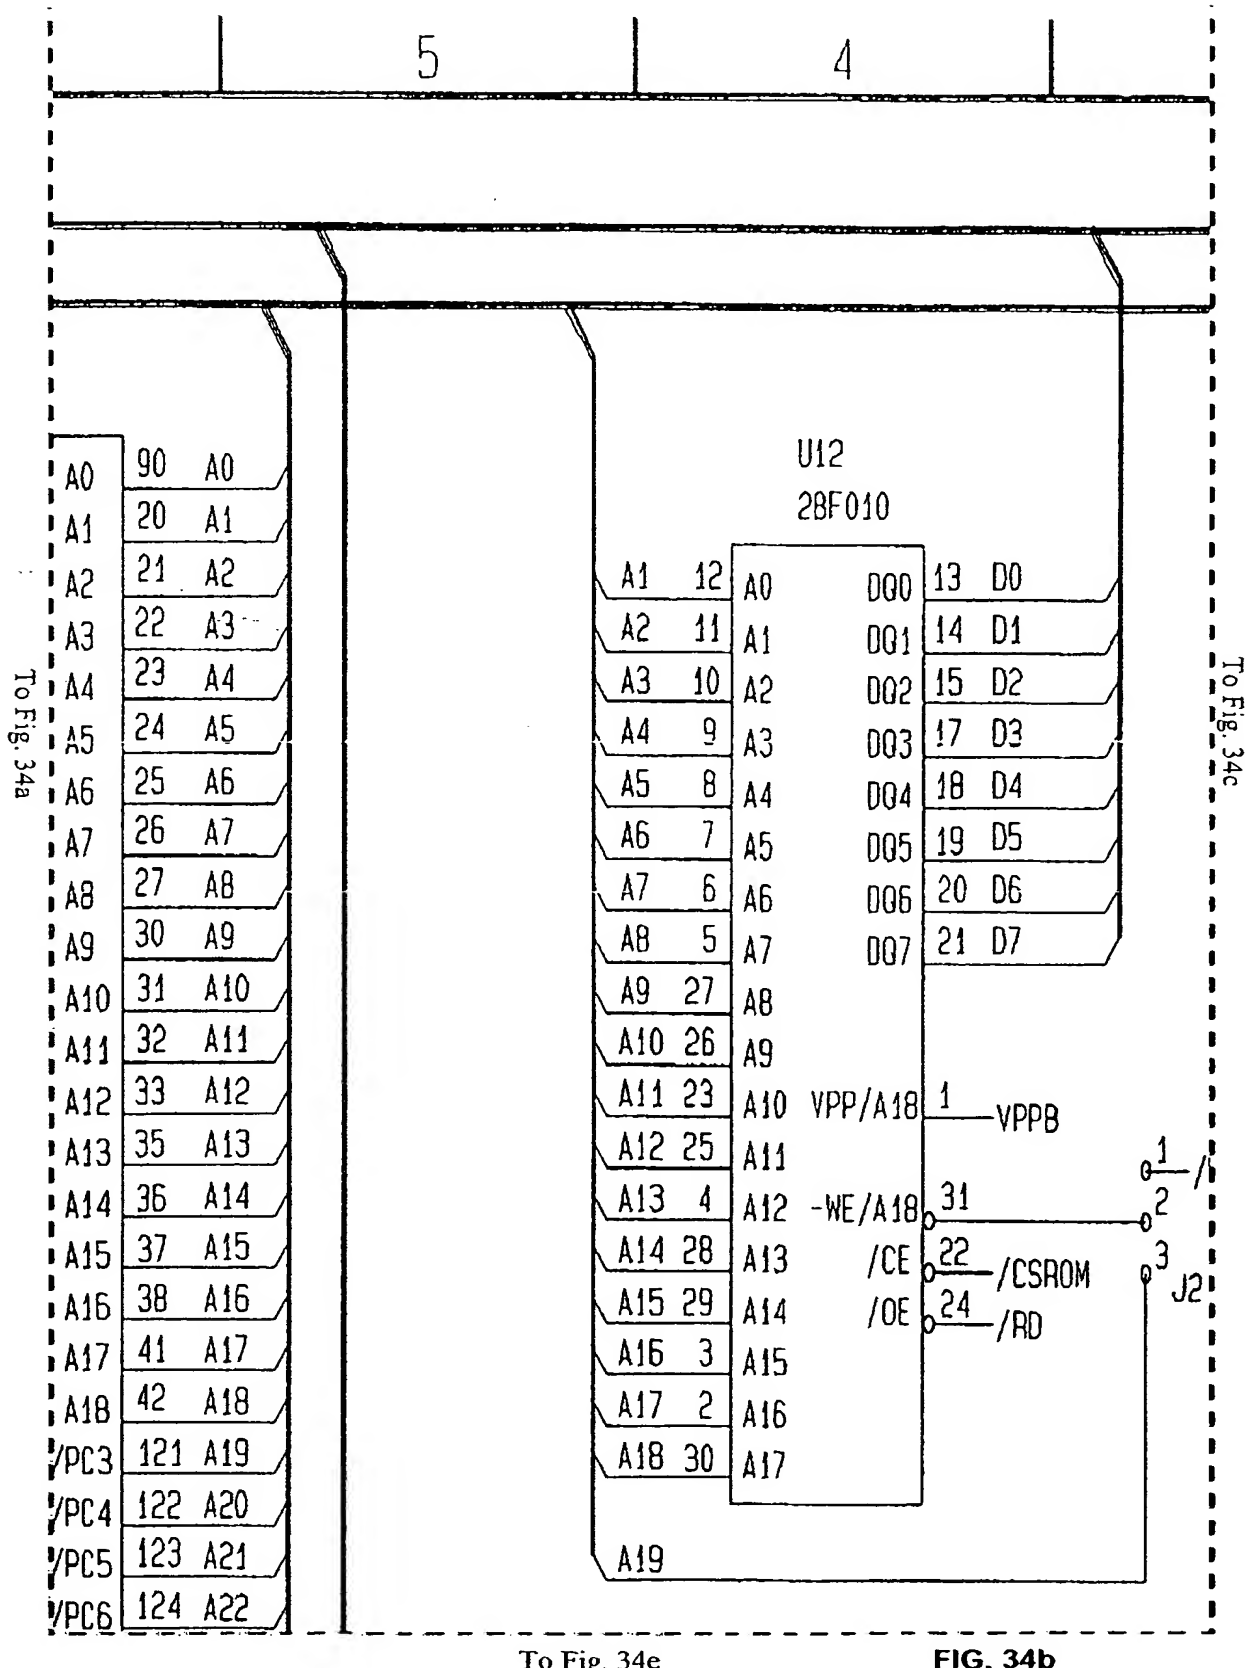 5 4
A0 90 A0
A1 20 A1
A2 21 A2
A3 22 A3
A4 23 A4
A5 24 A5
A6 25 A6
A7 26 A7
A8 27 A8
A9 30 A9
A10 31 A10
A11 32 A11
A12 33 A12
A13 35 A13
A14 36 A14
A15 37 A15
A16 38 A16
A17 41 A17
A18 42 A18
/PC3 121 A19
/PC4 122 A20
/PC5 123 A21
/PC6 124 A22
To Fig. 34a
U12
28F010
A1 12 A0 DQ0 13 D0
A2 11 A1 DQ1 14 D1
A3 10 A2 DQ2 15 D2
A4 9 A3 DQ3 17 D3
A5 8 A4 DQ4 18 D4
A6 7 A5 DQ5 19 D5
A7 6 A6 DQ6 20 D6
A8 5 A7 DQ7 21 D7
A9 27 A8
A10 26 A9
A11 23 A10 VPP/A18 1 VPPB
A12 25 A11
A13 4 A12 -WE/A18 31
A14 28 A13 /CE 22 /CSROM
A15 29 A14 /OE 24 /RD
A16 3 A15
A17 2 A16
A18 30 A17
A19
1 /
2
3
J2
To Fig. 34c
To Fig. 34e
FIG. 34b